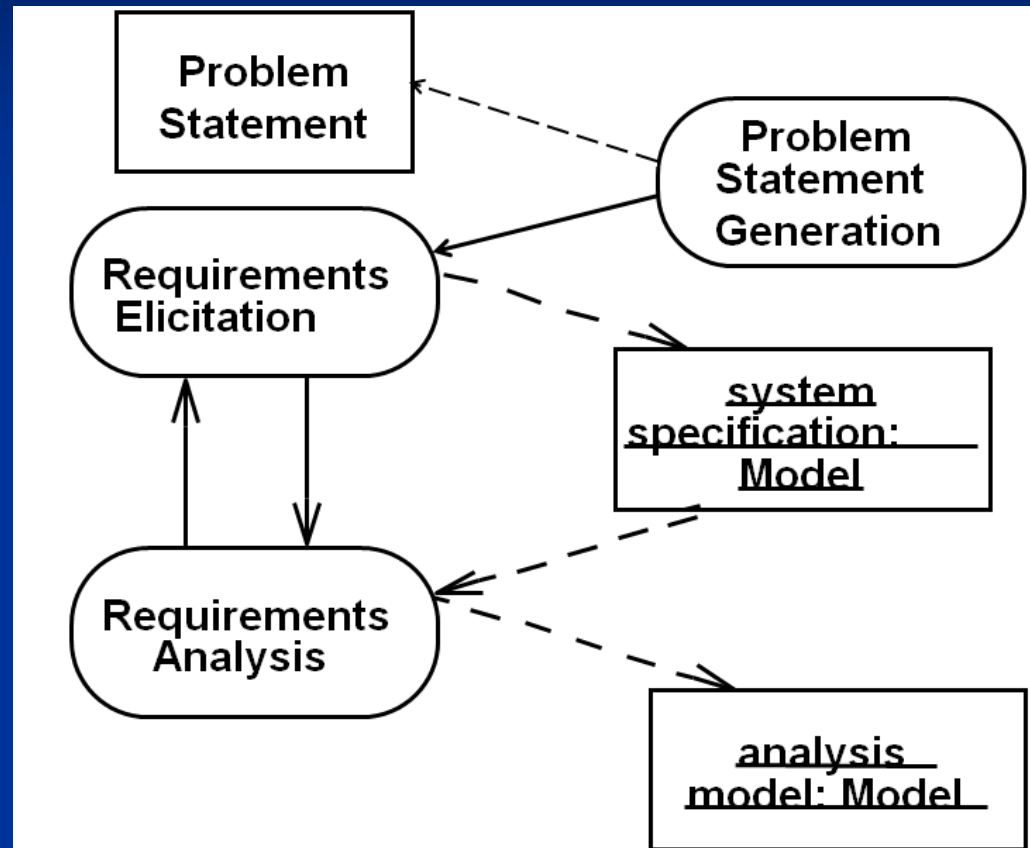 Problem
Statement
Problem
Statement
Generation
Requirements
Elicitation
system
specification:
Model
Requirements
Analysis
analysis
model: Model